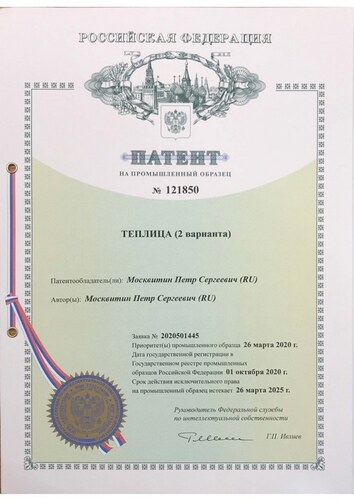 РОССИЙСКАЯ ФЕДЕРАЦИЯ
ПАТЕНТ
НА ПРОМЫШЛЕННЫЙ ОБРАЗЕЦ
№ 121850
ТЕПЛИЦА (2 варианта)
Патентообладатель(ли): Москвитин Петр Сергеевич (RU)
Автор(ы): Москвитин Петр Сергеевич (RU)
Заявка № 2020501445
Приоритет(ы) промышленного образца 26 марта 2020 г.
Дата государственной регистрации в
Государственном реестре промышленных
образцов Российской Федерации 01 октября 2020 г.
Срок действия исключительного права
на промышленный образец истекает 26 марта 2025 г.
Руководитель Федеральной службы
по интеллектуальной собственности
Г.П. Ивлиев